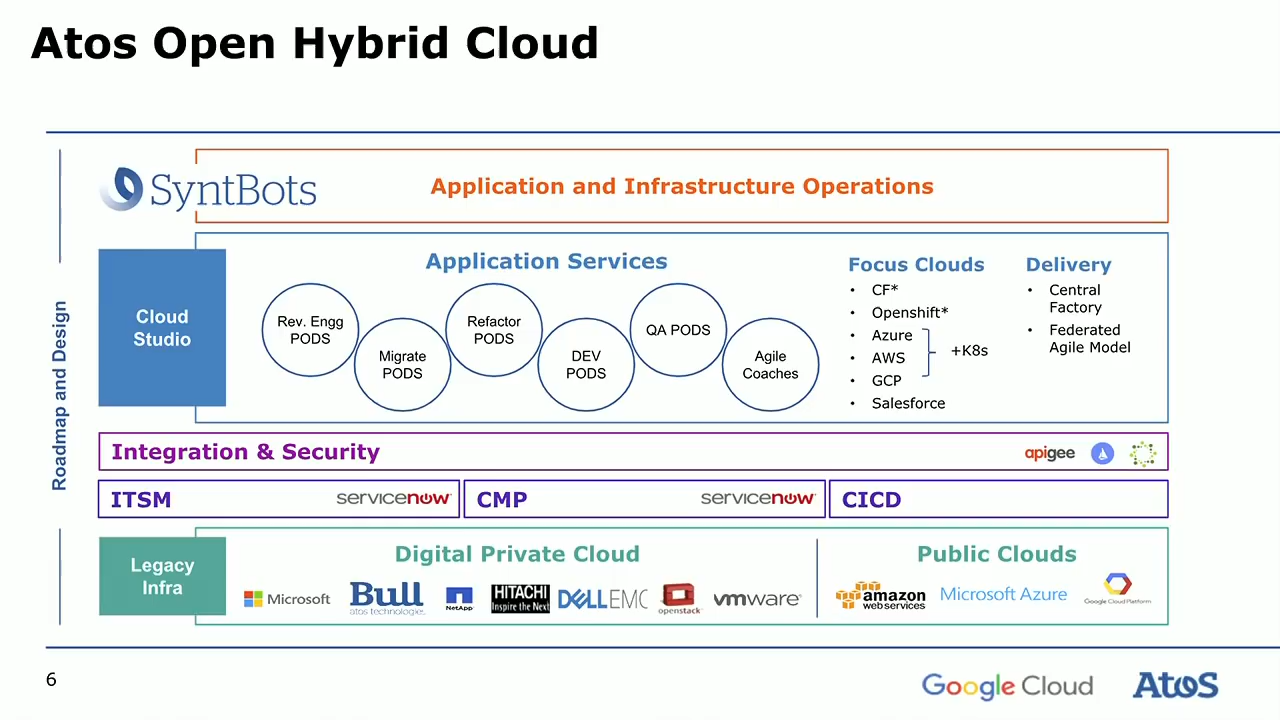 Atos Open Hybrid Cloud
SyntBots
Application and Infrastructure Operations
Roadmap and Design
Cloud
Studio
Application Services
Rev. Engg
PODS
Migrate
PODS
Refactor
PODS
DEV
PODS
QA PODS
Agile
Coaches
Focus Clouds
• CF*
• Openshift*
• Azure
• AWS
• GCP
• Salesforce
+K8s
Delivery
• Central
Factory
• Federated
Agile Model
Integration & Security
apigee
ITSM
servicenow
CMP
servicenow
CICD
Legacy
Infra
Digital Private Cloud
Microsoft
Bull
atos technologies
NetApp
HITACHI
Inspire the Next
DELLEMC
openstack
vmware
Public Clouds
amazon
web services
Microsoft Azure
Google Cloud Platform
6
Google Cloud
Atos